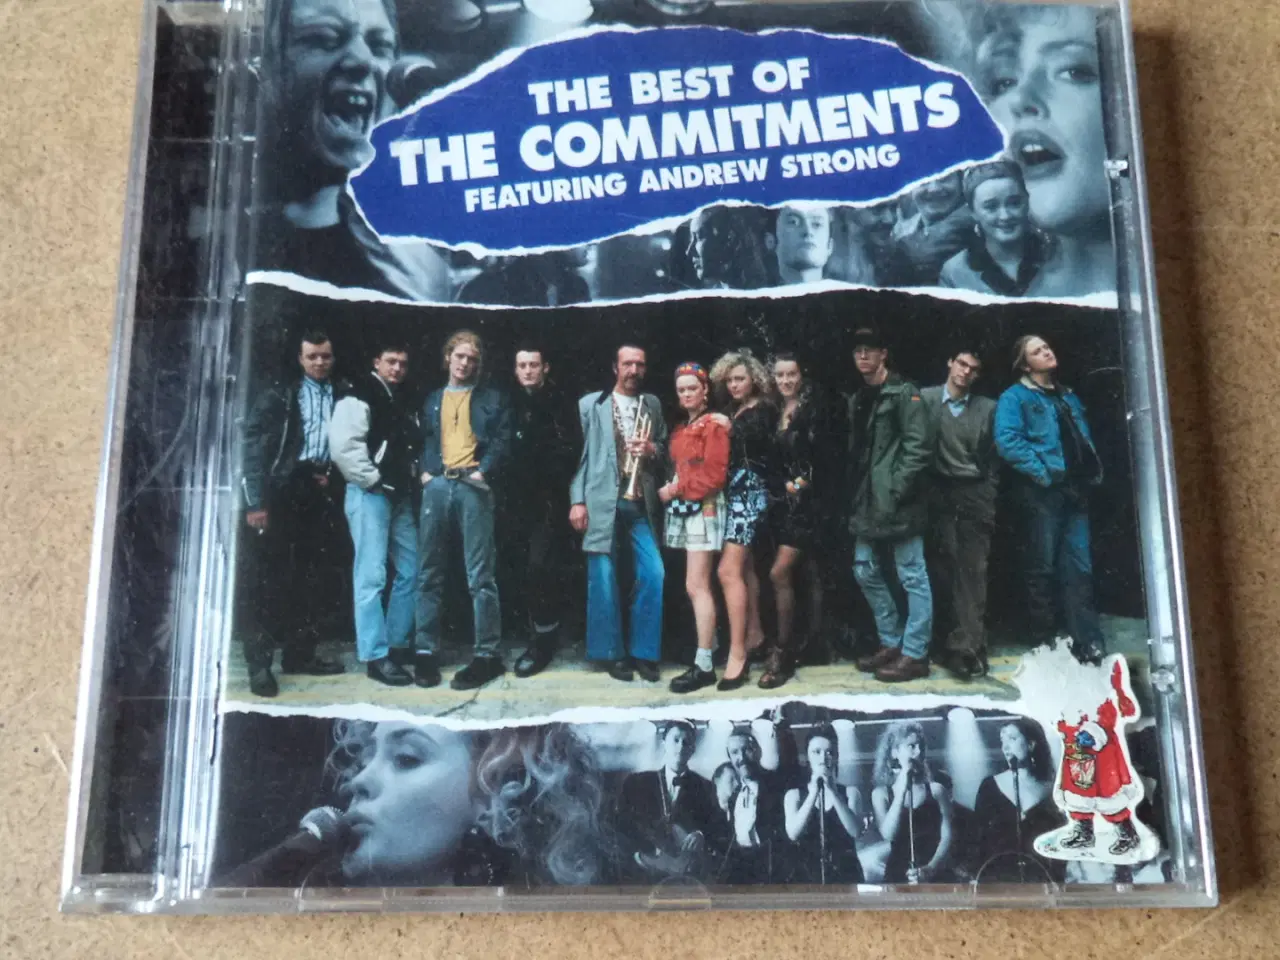 THE BEST OF
THE COMMITMENTS
FEATURING ANDREW STRONG